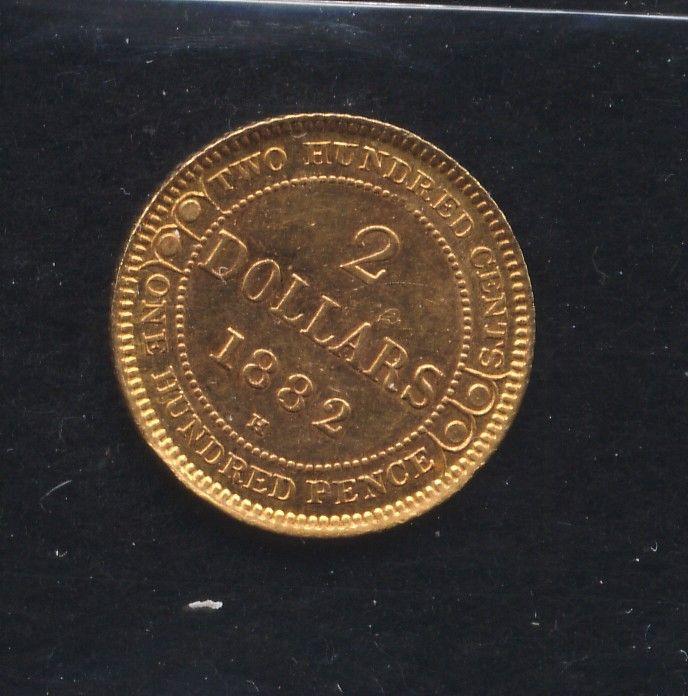 TWO HUNDRED CENTS
2
DOLLARS
1882
H
ONE HUNDRED PENCE